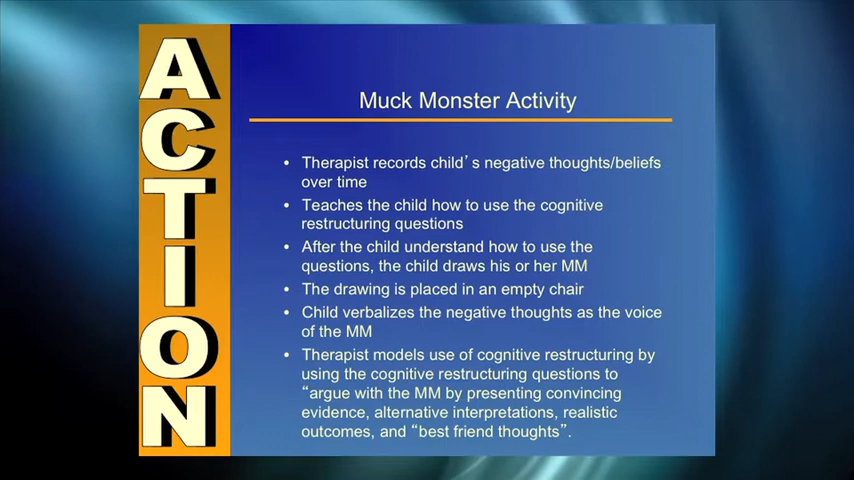 ACTION
Muck Monster Activity
• Therapist records child's negative thoughts/beliefs
over time
• Teaches the child how to use the cognitive
restructuring questions
• After the child understand how to use the
questions, the child draws his or her MM
• The drawing is placed in an empty chair
• Child verbalizes the negative thoughts as the voice
of the MM
• Therapist models use of cognitive restructuring by
using the cognitive restructuring questions to
“argue with the MM by presenting convincing
evidence, alternative interpretations, realistic
outcomes, and “best friend thoughts”.